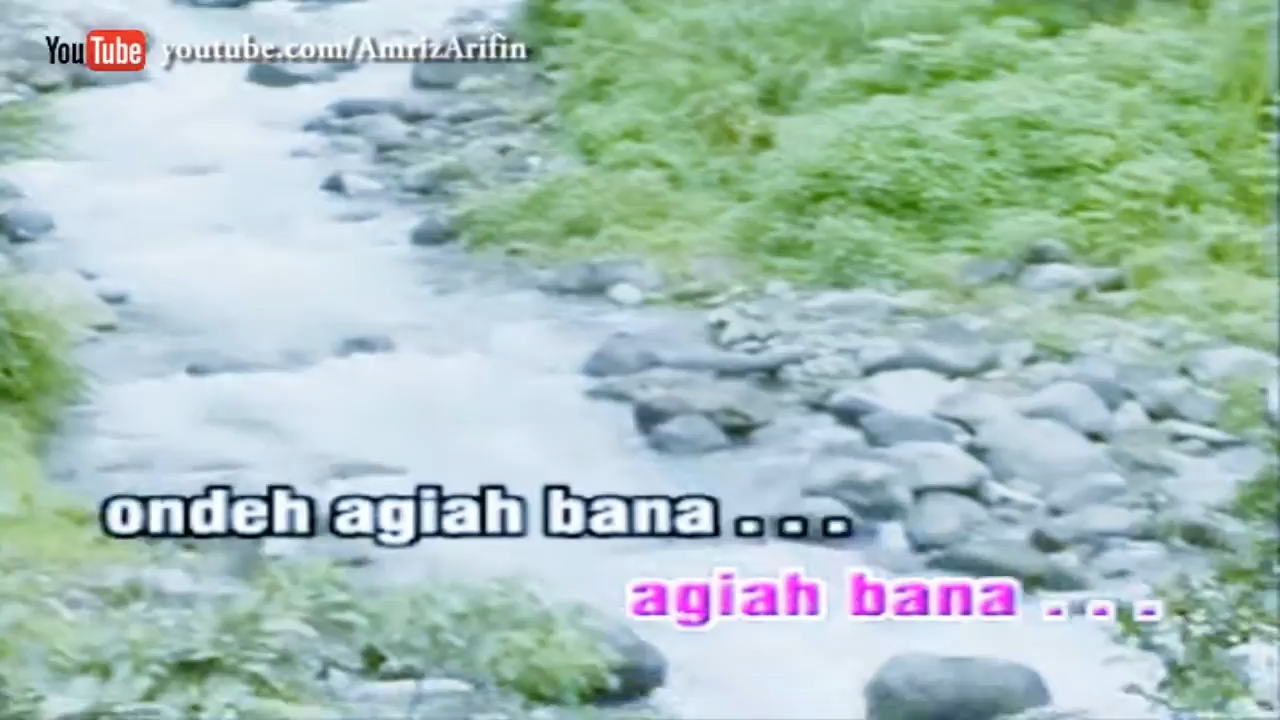 YouTube youtube.com/AmrizArifin
ondeh agiah bana . . .
agiah bana . . .